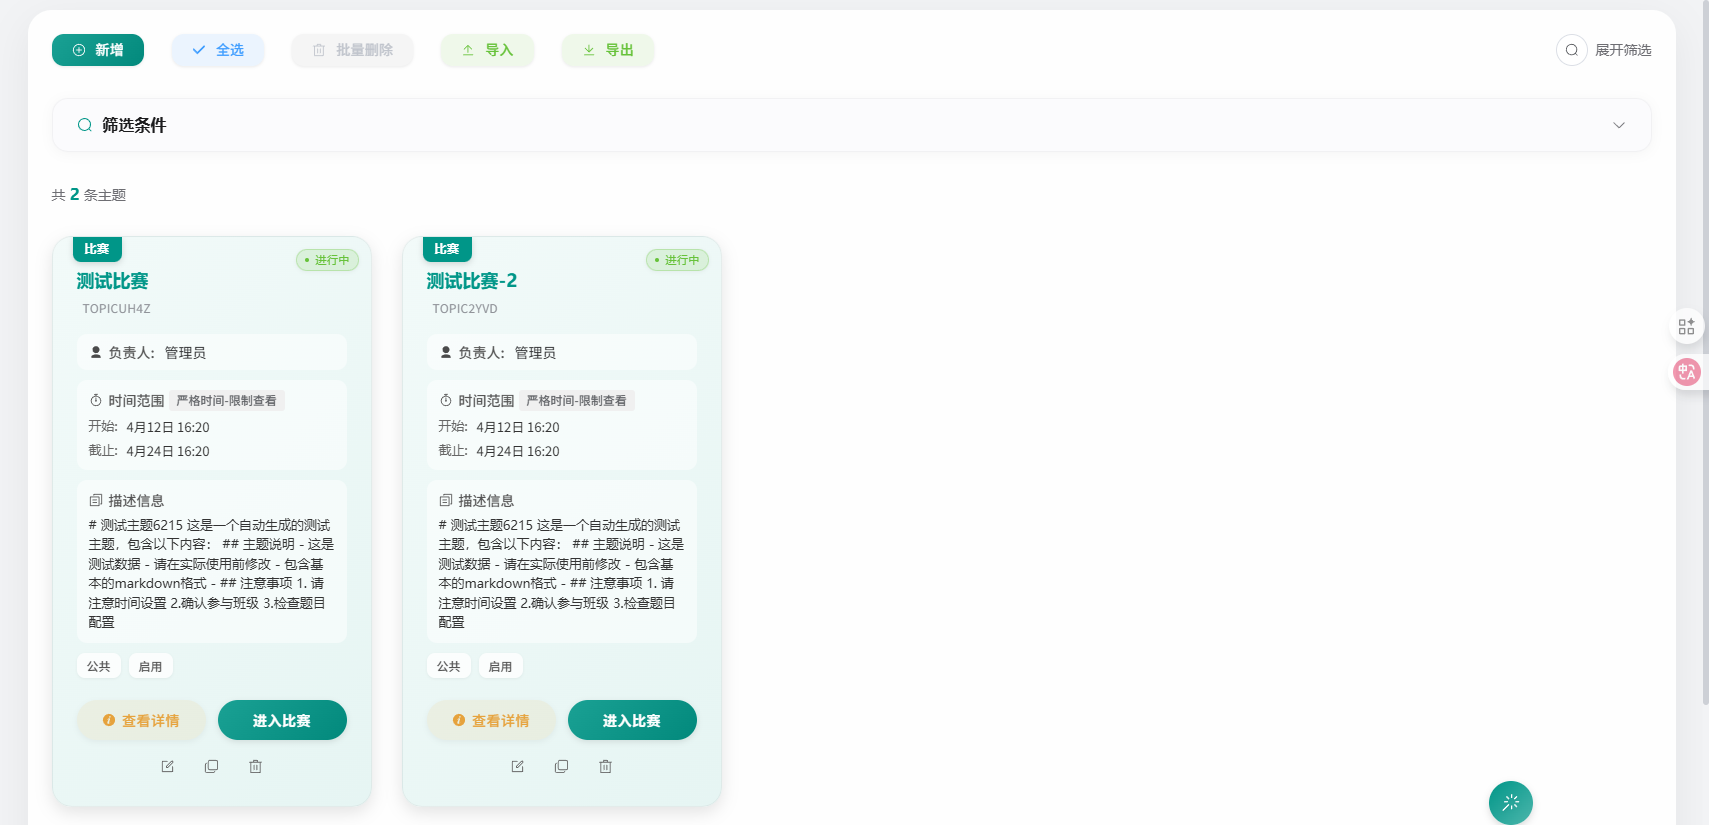 新增
全选
批量删除
导入
导出
展开筛选
筛选条件
共 2 条主题
比赛
进行中
测试比赛
TOPICUH4Z
负责人： 管理员
时间范围 严格时间-限制查看
开始: 4月12日 16:20
截止: 4月24日 16:20
描述信息
# 测试主题6215 这是一个自动生成的测试
主题，包含以下内容： ## 主题说明 - 这是
测试数据 - 请在实际使用前修改 - 包含基
本的markdown格式 - ## 注意事项 1. 请
注意时间设置 2.确认参与班级 3.检查题目
配置
公共
启用
查看详情
进入比赛
比赛
进行中
测试比赛-2
TOPIC2YVD
负责人： 管理员
时间范围 严格时间-限制查看
开始: 4月12日 16:20
截止: 4月24日 16:20
描述信息
# 测试主题6215 这是一个自动生成的测试
主题，包含以下内容： ## 主题说明 - 这是
测试数据 - 请在实际使用前修改 - 包含基
本的markdown格式 - ## 注意事项 1. 请
注意时间设置 2.确认参与班级 3.检查题目
配置
公共
启用
查看详情
进入比赛
中A